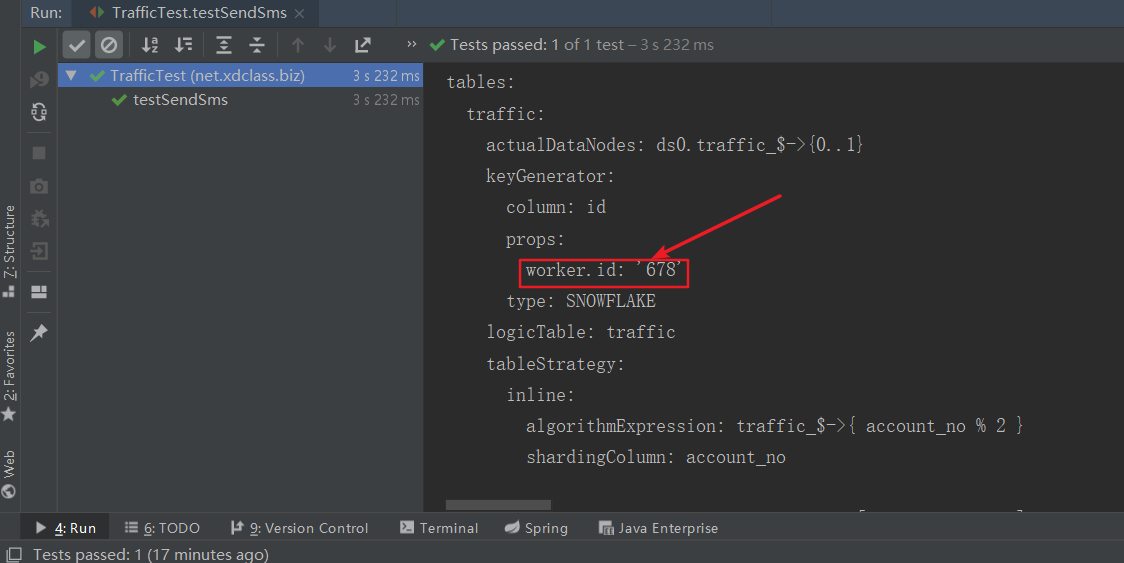 Run: TrafficTest.testSendSms ×
Tests passed: 1 of 1 test – 3 s 232 ms
TrafficTest (net.xdclass.biz) 3 s 232 ms
testSendSms 3 s 232 ms
tables:
traffic:
actualDataNodes: ds0.traffic_$->{0..1}
keyGenerator:
column: id
props:
worker.id: '678'
type: SNOWFLAKE
logicTable: traffic
tableStrategy:
inline:
algorithmExpression: traffic_$->{ account_no % 2 }
shardingColumn: account_no
7: Structure
2: Favorites
Web
4: Run 6: TODO 9: Version Control Terminal Spring Java Enterprise
Tests passed: 1 (17 minutes ago)